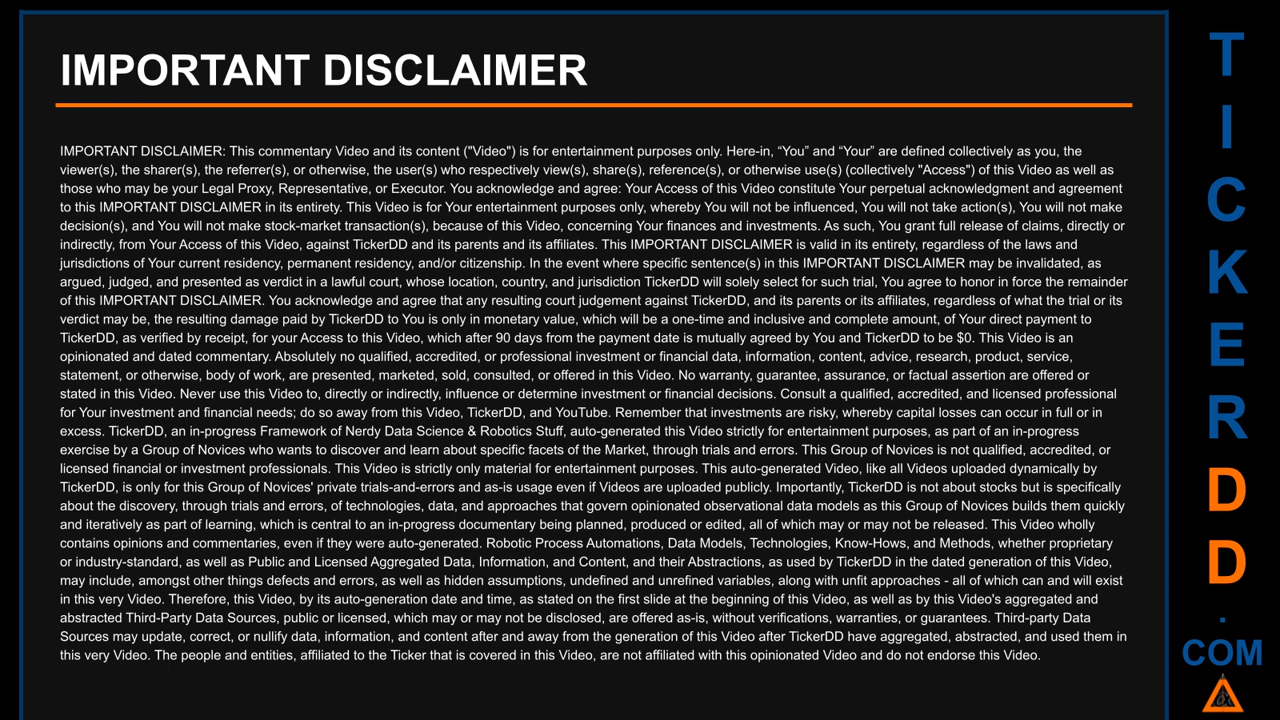 IMPORTANT DISCLAIMER
IMPORTANT DISCLAIMER: This commentary Video and its content ("Video") is for entertainment purposes only. Here-in, “You” and “Your” are defined collectively as you, the
viewer(s), the sharer(s), the referrer(s), or otherwise, the user(s) who respectively view(s), share(s), reference(s), or otherwise use(s) (collectively "Access") of this Video as well as
those who may be your Legal Proxy, Representative, or Executor. You acknowledge and agree: Your Access of this Video constitute Your perpetual acknowledgment and agreement
to this IMPORTANT DISCLAIMER in its entirety. This Video is for Your entertainment purposes only, whereby You will not be influenced, You will not take action(s), You will not make
decision(s), and You will not make stock-market transaction(s), because of this Video, concerning Your finances and investments. As such, You grant full release of claims, directly or
indirectly, from Your Access of this Video, against TickerDD and its parents and its affiliates. This IMPORTANT DISCLAIMER is valid in its entirety, regardless of the laws and
jurisdictions of Your current residency, permanent residency, and/or citizenship. In the event where specific sentence(s) in this IMPORTANT DISCLAIMER may be invalidated, as
argued, judged, and presented as verdict in a lawful court, whose location, country, and jurisdiction TickerDD will solely select for such trial, You agree to honor in force the remainder
of this IMPORTANT DISCLAIMER. You acknowledge and agree that any resulting court judgement against TickerDD, and its parents or its affiliates, regardless of what the trial or its
verdict may be, the resulting damage paid by TickerDD to You is only in monetary value, which will be a one-time and inclusive and complete amount, of Your direct payment to
TickerDD, as verified by receipt, for your Access to this Video, which after 90 days from the payment date is mutually agreed by You and TickerDD to be $0. This Video is an
opinionated and dated commentary. Absolutely no qualified, accredited, or professional investment or financial data, information, content, advice, research, product, service,
statement, or otherwise, body of work, are presented, marketed, sold, consulted, or offered in this Video. No warranty, guarantee, assurance, or factual assertion are offered or
stated in this Video. Never use this Video to, directly or indirectly, influence or determine investment or financial decisions. Consult a qualified, accredited, and licensed professional
for Your investment and financial needs; do so away from this Video, TickerDD, and YouTube. Remember that investments are risky, whereby capital losses can occur in full or in
excess. TickerDD, an in-progress Framework of Nerdy Data Science & Robotics Stuff, auto-generated this Video strictly for entertainment purposes, as part of an in-progress
exercise by a Group of Novices who wants to discover and learn about specific facets of the Market, through trials and errors. This Group of Novices is not qualified, accredited, or
licensed financial or investment professionals. This Video is strictly only material for entertainment purposes. This auto-generated Video, like all Videos uploaded dynamically by
TickerDD, is only for this Group of Novices' private trials-and-errors and as-is usage even if Videos are uploaded publicly. Importantly, TickerDD is not about stocks but is specifically
about the discovery, through trials and errors, of technologies, data, and approaches that govern opinionated observational data models as this Group of Novices builds them quickly
and iteratively as part of learning, which is central to an in-progress documentary being planned, produced or edited, all of which may or may not be released. This Video wholly
contains opinions and commentaries, even if they were auto-generated. Robotic Process Automations, Data Models, Technologies, Know-Hows, and Methods, whether proprietary
or industry-standard, as well as Public and Licensed Aggregated Data, Information, and Content, and their Abstractions, as used by TickerDD in the dated generation of this Video,
may include, amongst other things defects and errors, as well as hidden assumptions, undefined and unrefined variables, along with unfit approaches - all of which can and will exist
in this very Video. Therefore, this Video, by its auto-generation date and time, as stated on the first slide at the beginning of this Video, as well as by this Video's aggregated and
abstracted Third-Party Data Sources, public or licensed, which may or may not be disclosed, are offered as-is, without verifications, warranties, or guarantees. Third-party Data
Sources may update, correct, or nullify data, information, and content after and away from the generation of this Video after TickerDD have aggregated, abstracted, and used them in
this very Video. The people and entities, affiliated to the Ticker that is covered in this Video, are not affiliated with this opinionated Video and do not endorse this Video.
T
I
C
K
E
R
D
D
.
COM